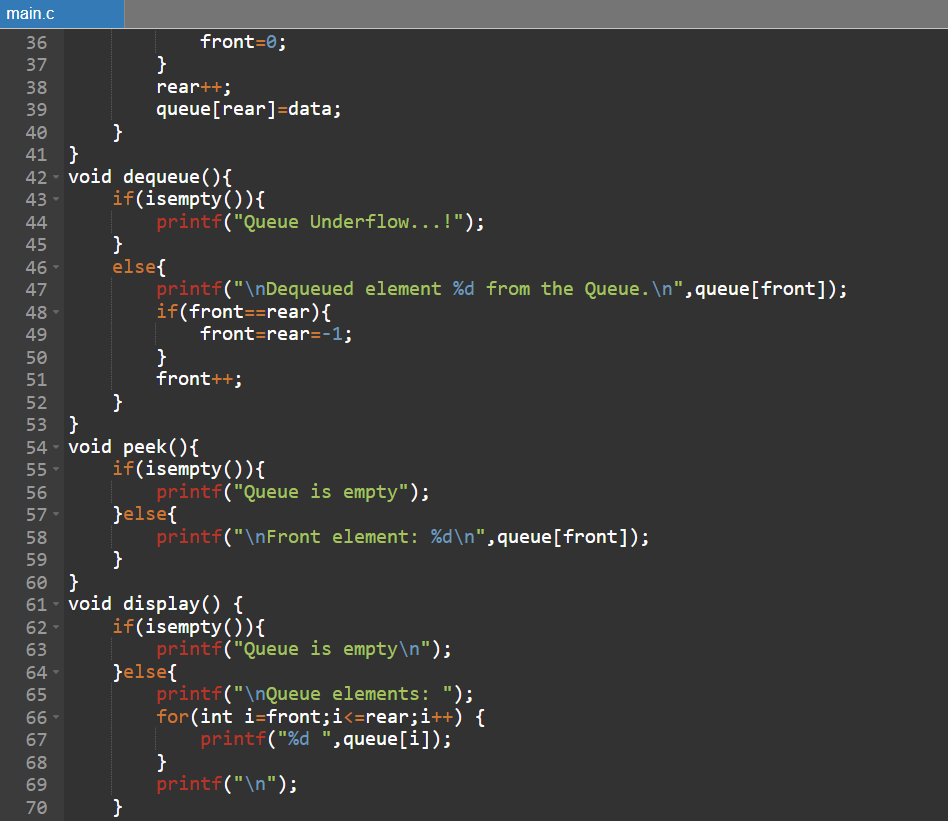 main.c
36 front=0;
37 }
38 rear++;
39 queue[rear]=data;
40 }
41 }
42 void dequeue(){
43 if(isempty()){
44 printf("Queue Underflow...!");
45 }
46 else{
47 printf("\nDequeued element %d from the Queue.\n",queue[front]);
48 if(front==rear){
49 front=rear=-1;
50 }
51 front++;
52 }
53 }
54 void peek(){
55 if(isempty()){
56 printf("Queue is empty");
57 }else{
58 printf("\nFront element: %d\n",queue[front]);
59 }
60 }
61 void display() {
62 if(isempty()){
63 printf("Queue is empty\n");
64 }else{
65 printf("\nQueue elements: ");
66 for(int i=front;i<=rear;i++) {
67 printf("%d ",queue[i]);
68 }
69 printf("\n");
70 }